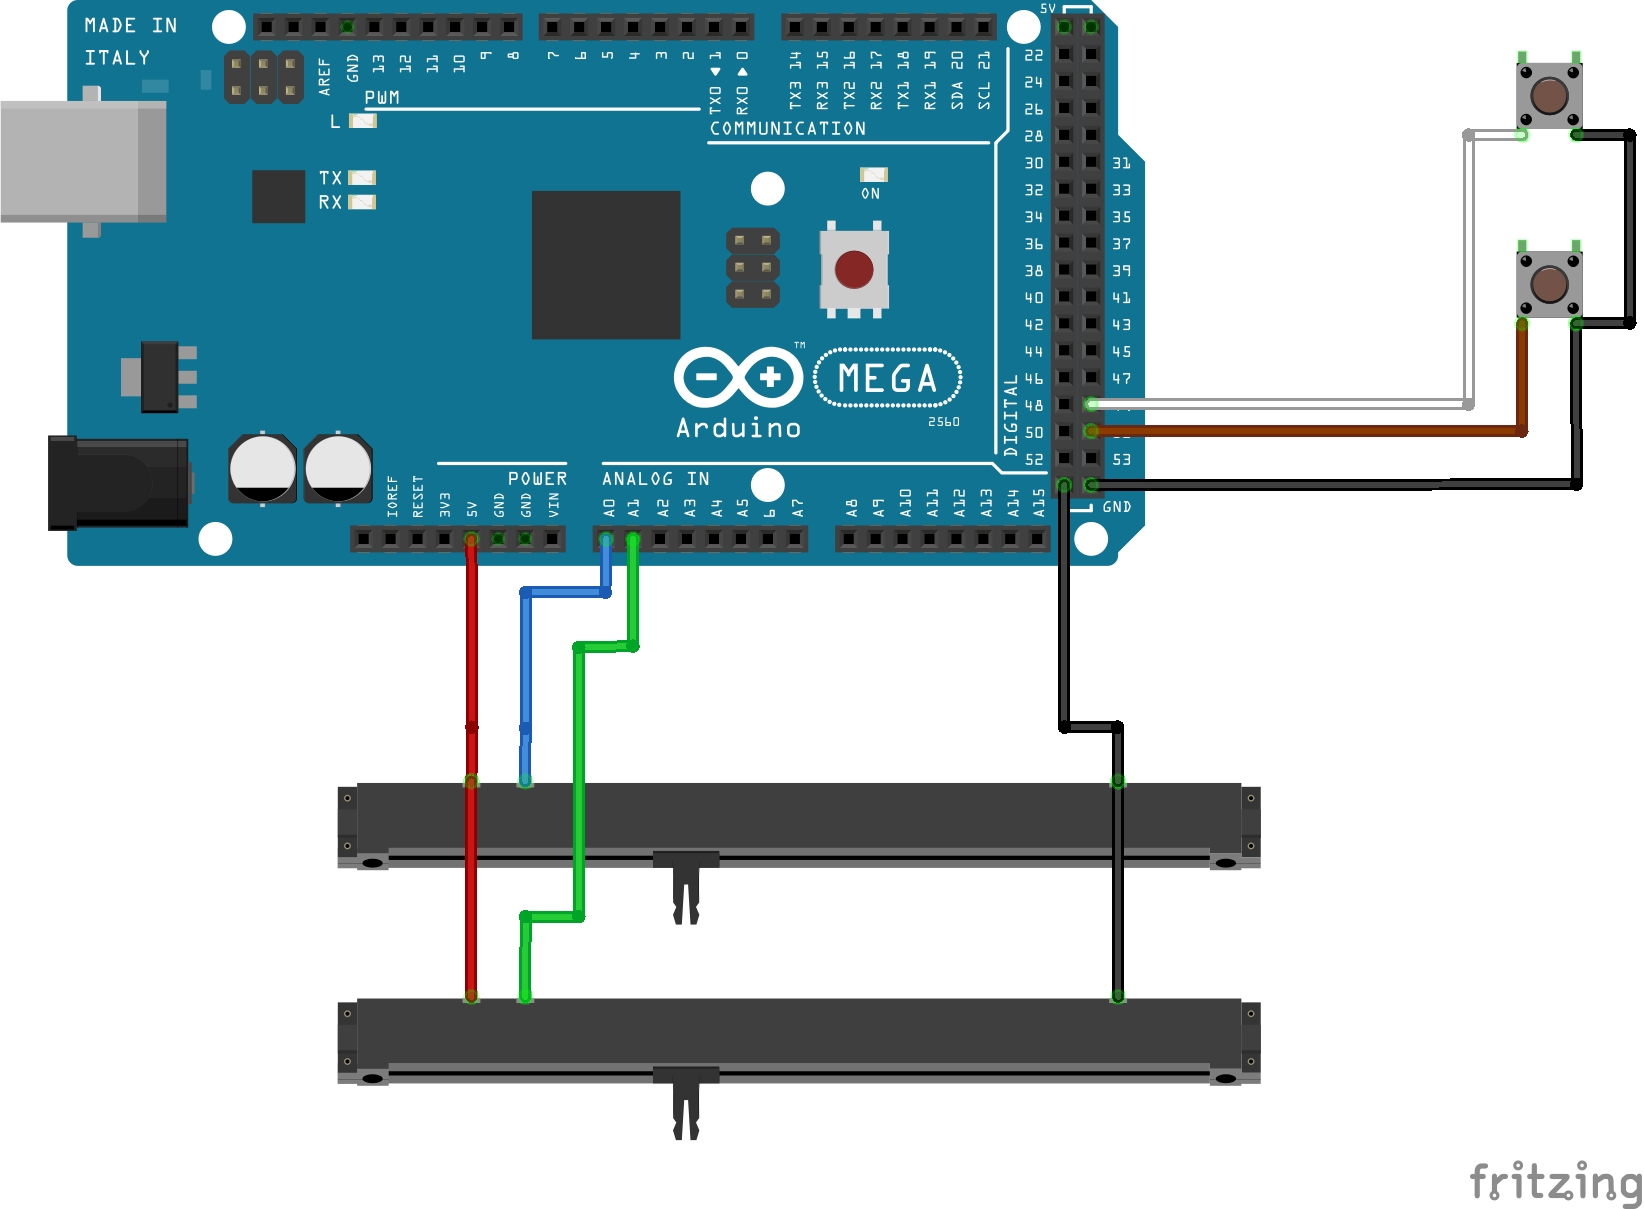 MADE IN
ITALY
AREF
GND
13
12
11
10
9
8
7
6
5
4
3
2
TX0 1
RX0 0
TX3 14
RX3 15
TX2 16
RX2 17
TX1 18
RX1 19
SDA 20
SCL 21
PWM
COMMUNICATION
L
TX
RX
ON
5V
22
24
26
28
30 31
32 33
34 35
36 37
38 39
40 41
42 43
44 45
46 47
48
50
52 53
GND
DIGITAL
TM
MEGA
2560
Arduino
POWER
ANALOG IN
IOREF
RESET
3V3
5V
GND
GND
VIN
A0
A1
A2
A3
A4
A5
6
A7
A8
A9
A10
A11
A12
A13
A14
A15
fritzing